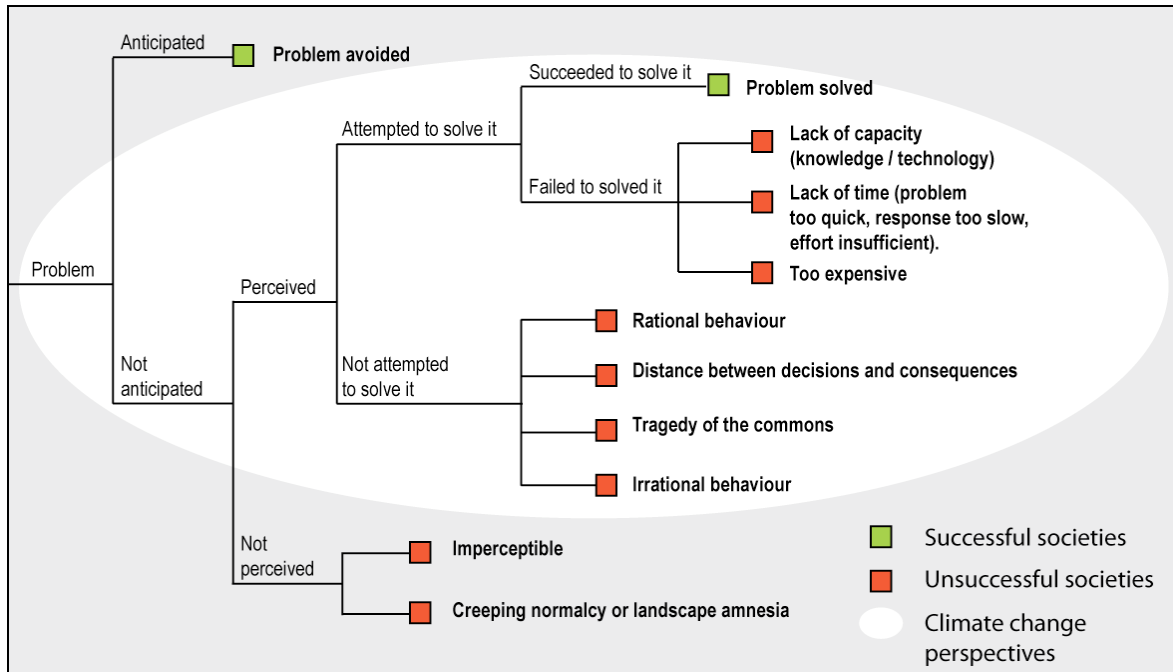 Anticipated
Problem avoided
Succeeded to solve it
Problem solved
Attempted to solve it
Lack of capacity
(knowledge / technology)
Failed to solved it
Lack of time (problem
too quick, response too slow,
effort insufficient).
Too expensive
Problem
Perceived
Rational behaviour
Not
anticipated
Not attempted
to solve it
Distance between decisions and consequences
Tragedy of the commons
Irrational behaviour
Not
perceived
Imperceptible
Creeping normalcy or landscape amnesia
Successful societies
Unsuccessful societies
Climate change
perspectives